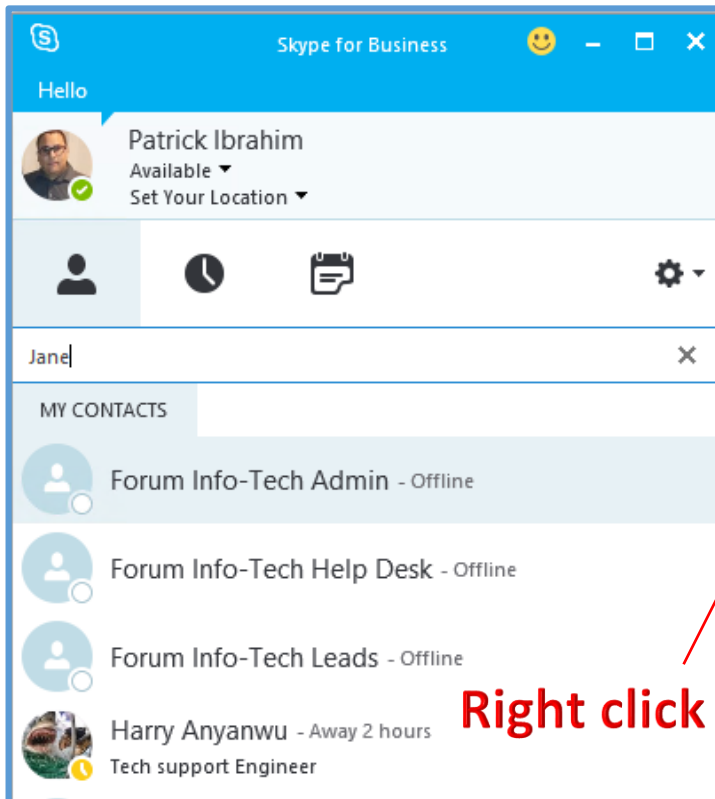 Skype for Business
Hello
Patrick Ibrahim
Available
Set Your Location
Jane
MY CONTACTS
Forum Info-Tech Admin - Offline
Forum Info-Tech Help Desk - Offline
Forum Info-Tech Leads - Offline
Harry Anyanwu - Away 2 hours
Tech support Engineer
Right click